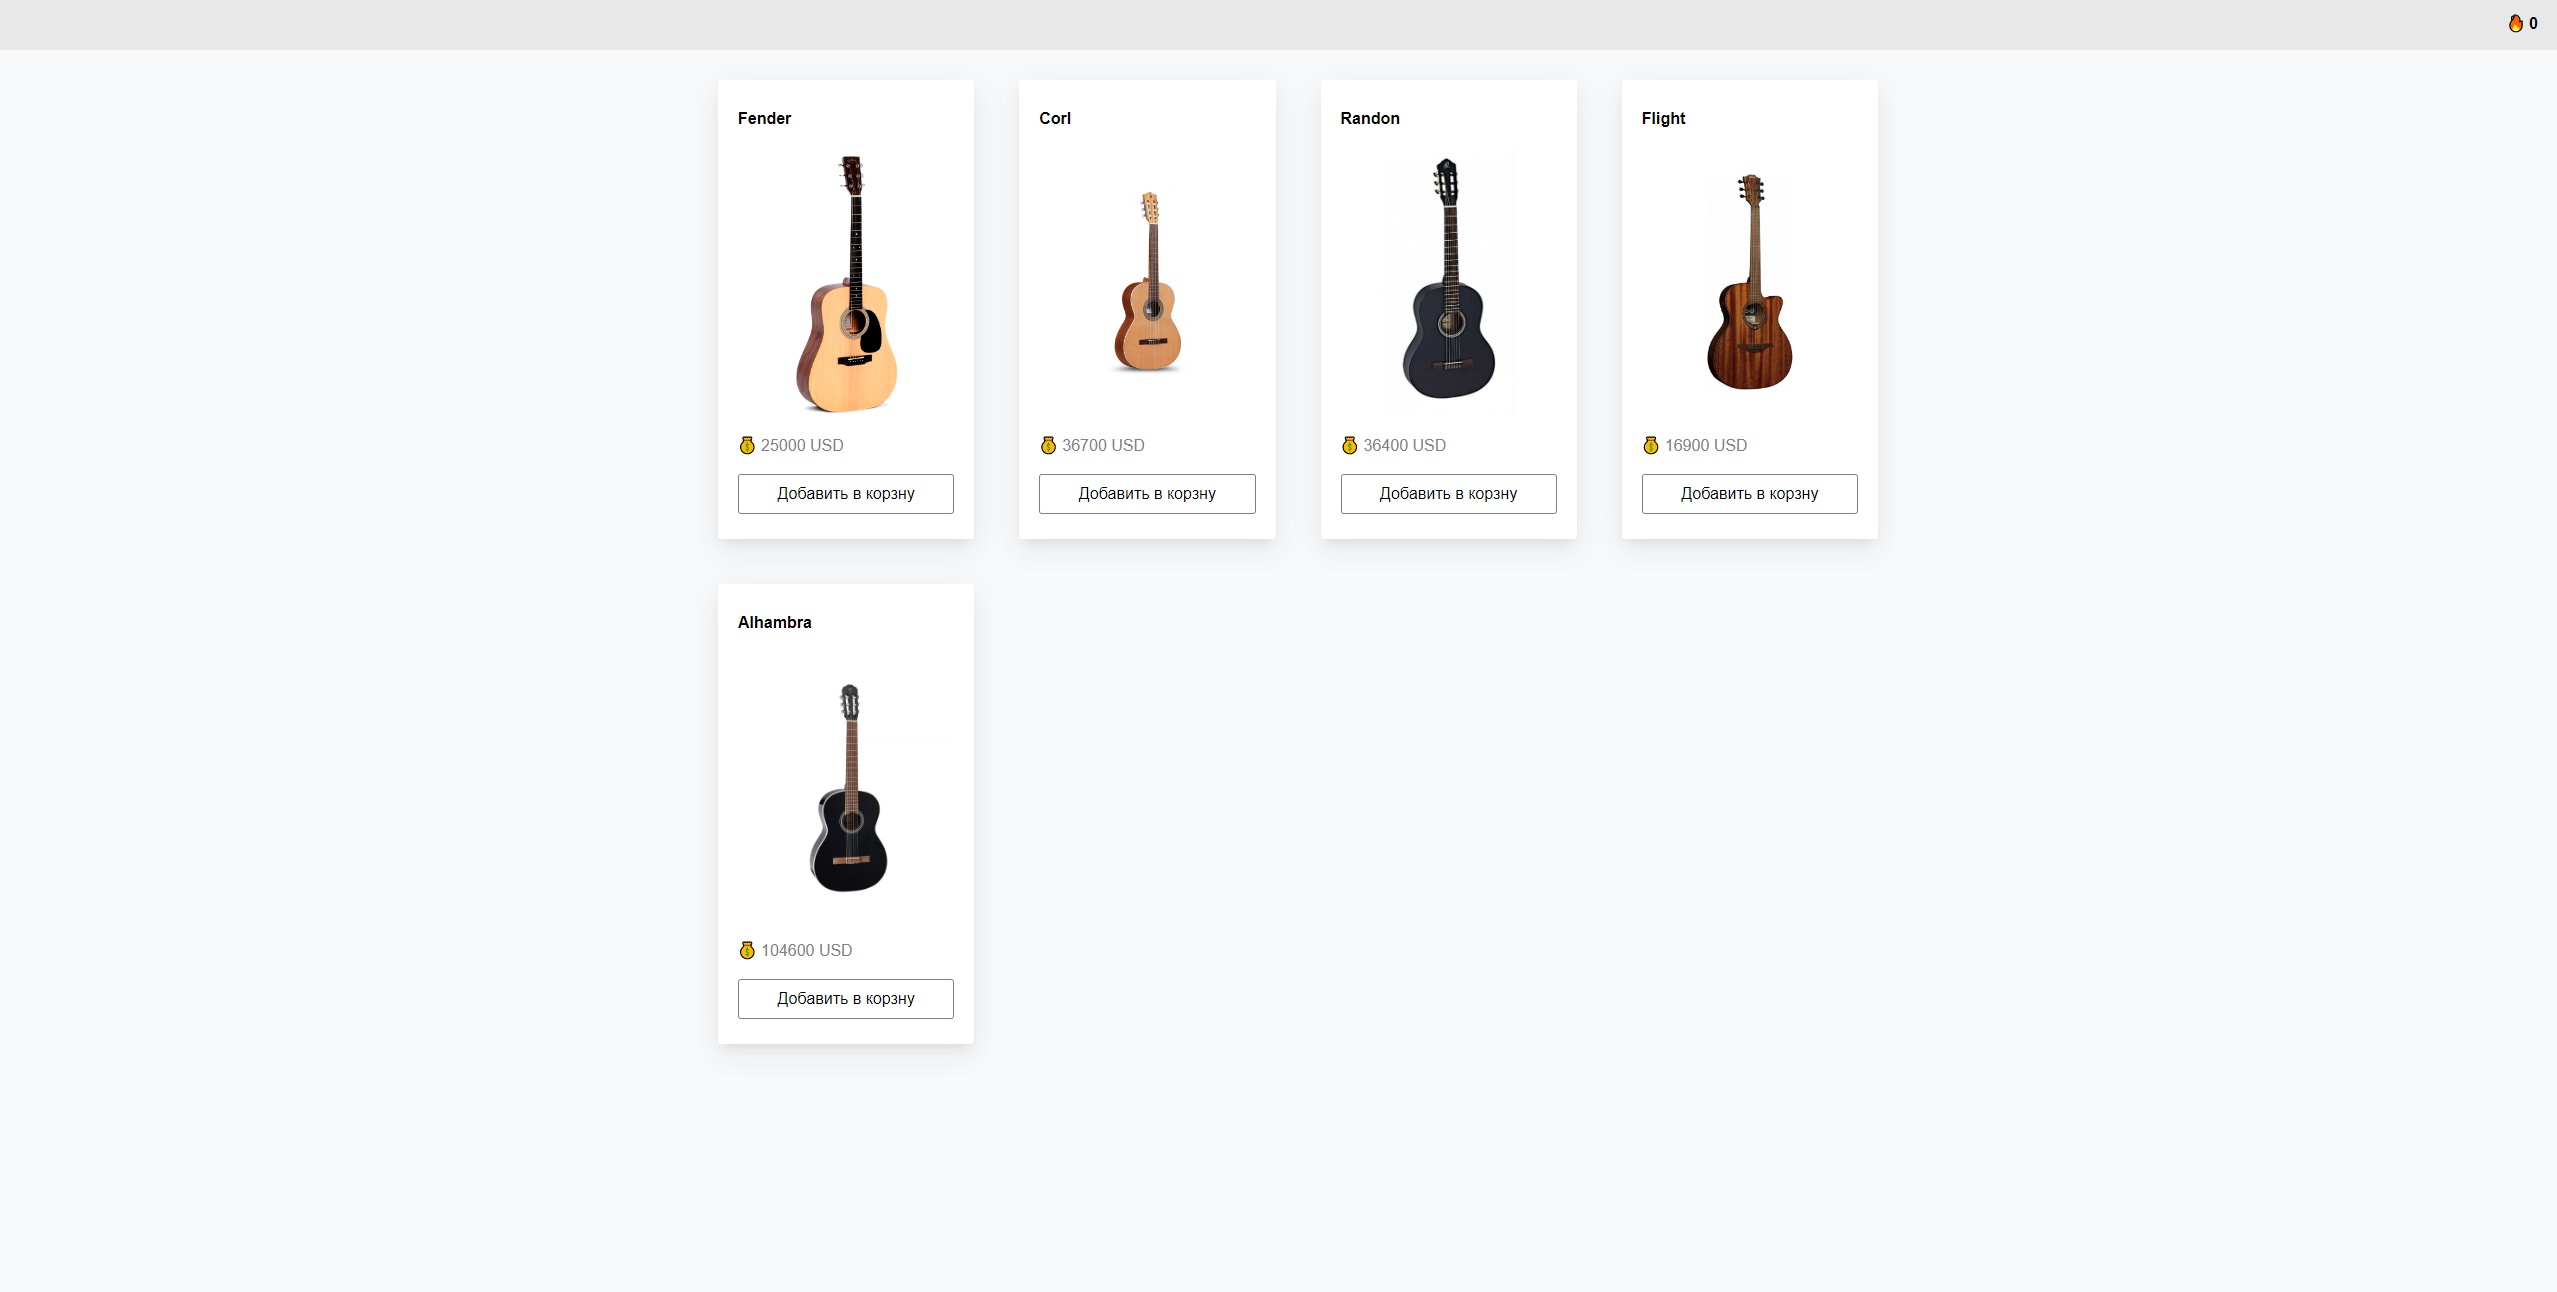 0
Fender
Corl
Randon
Flight
25000 USD
36700 USD
36400 USD
16900 USD
Добавить в корзну
Добавить в корзну
Добавить в корзну
Добавить в корзну
Alhambra
104600 USD
Добавить в корзну